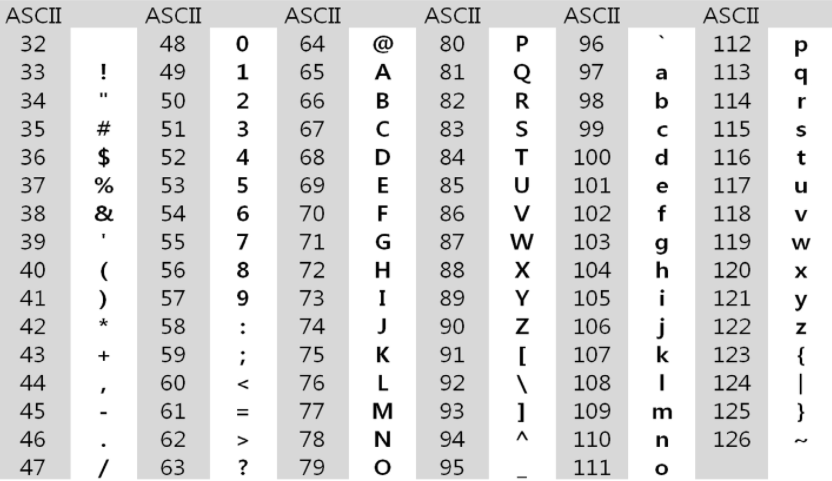 ASCII ASCII ASCII ASCII ASCII ASCII
32 48 0 64 @ 80 P 96 ` 112 p
33 ! 49 1 65 A 81 Q 97 a 113 q
34 " 50 2 66 B 82 R 98 b 114 r
35 # 51 3 67 C 83 S 99 c 115 s
36 $ 52 4 68 D 84 T 100 d 116 t
37 % 53 5 69 E 85 U 101 e 117 u
38 & 54 6 70 F 86 V 102 f 118 v
39 ' 55 7 71 G 87 W 103 g 119 w
40 ( 56 8 72 H 88 X 104 h 120 x
41 ) 57 9 73 I 89 Y 105 i 121 y
42 * 58 : 74 J 90 Z 106 j 122 z
43 + 59 ; 75 K 91 [ 107 k 123 {
44 , 60 < 76 L 92 \ 108 l 124 |
45 - 61 = 77 M 93 ] 109 m 125 }
46 . 62 > 78 N 94 ^ 110 n 126 ~
47 / 63 ? 79 O 95 _ 111 o